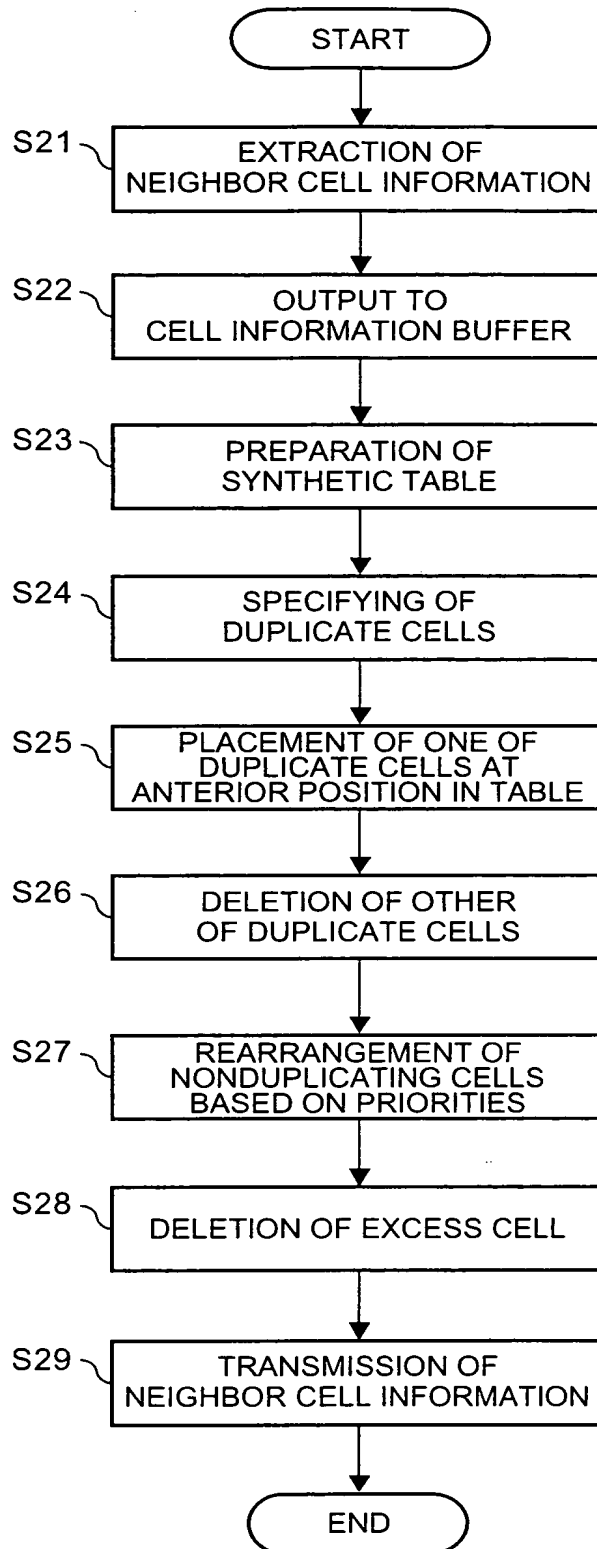 START
S21
EXTRACTION OF
NEIGHBOR CELL INFORMATION
S22
OUTPUT TO
CELL INFORMATION BUFFER
S23
PREPARATION OF
SYNTHETIC TABLE
S24
SPECIFYING OF
DUPLICATE CELLS
S25
PLACEMENT OF ONE OF
DUPLICATE CELLS AT
ANTERIOR POSITION IN TABLE
S26
DELETION OF OTHER
OF DUPLICATE CELLS
S27
REARRANGEMENT OF
NONDUPLICATING CELLS
BASED ON PRIORITIES
S28
DELETION OF EXCESS CELL
S29
TRANSMISSION OF
NEIGHBOR CELL INFORMATION
END